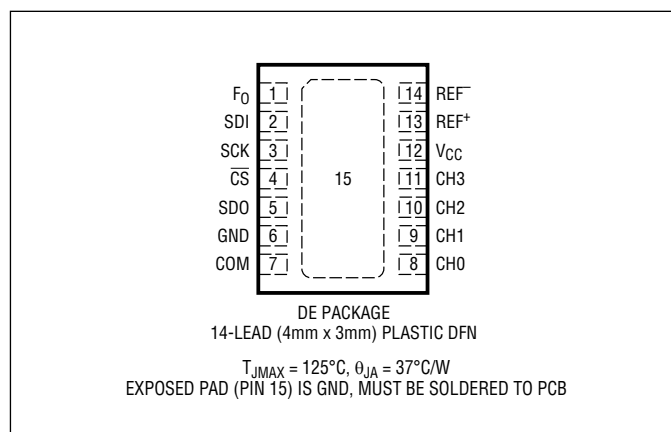 F0 1 14 REF–
SDI 2 13 REF+
SCK 3 12 VCC
C̅S̅ 4 15 11 CH3
SDO 5 10 CH2
GND 6 9 CH1
COM 7 8 CH0
DE PACKAGE
14-LEAD (4mm x 3mm) PLASTIC DFN
TJMAX = 125°C, θJA = 37°C/W
EXPOSED PAD (PIN 15) IS GND, MUST BE SOLDERED TO PCB